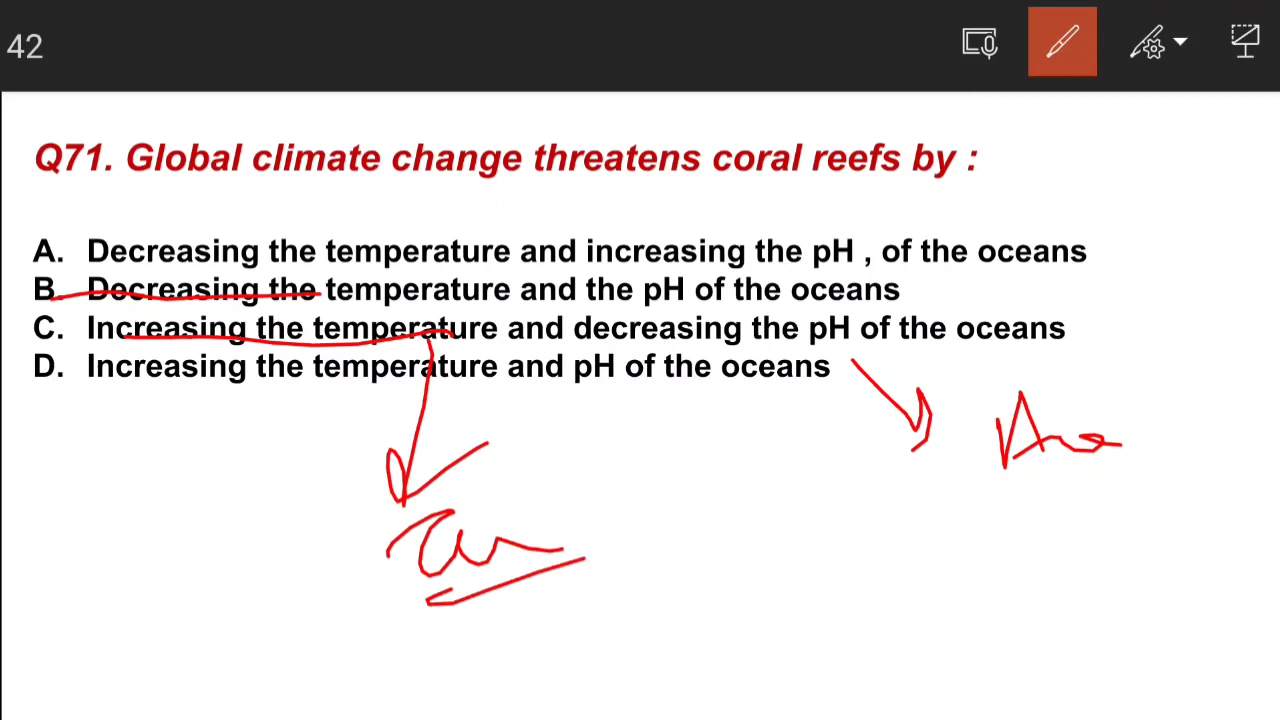 42
Q71. Global climate change threatens coral reefs by :
A. Decreasing the temperature and increasing the pH , of the oceans
B. Decreasing the temperature and the pH of the oceans
C. Increasing the temperature and decreasing the pH of the oceans
D. Increasing the temperature and pH of the oceans